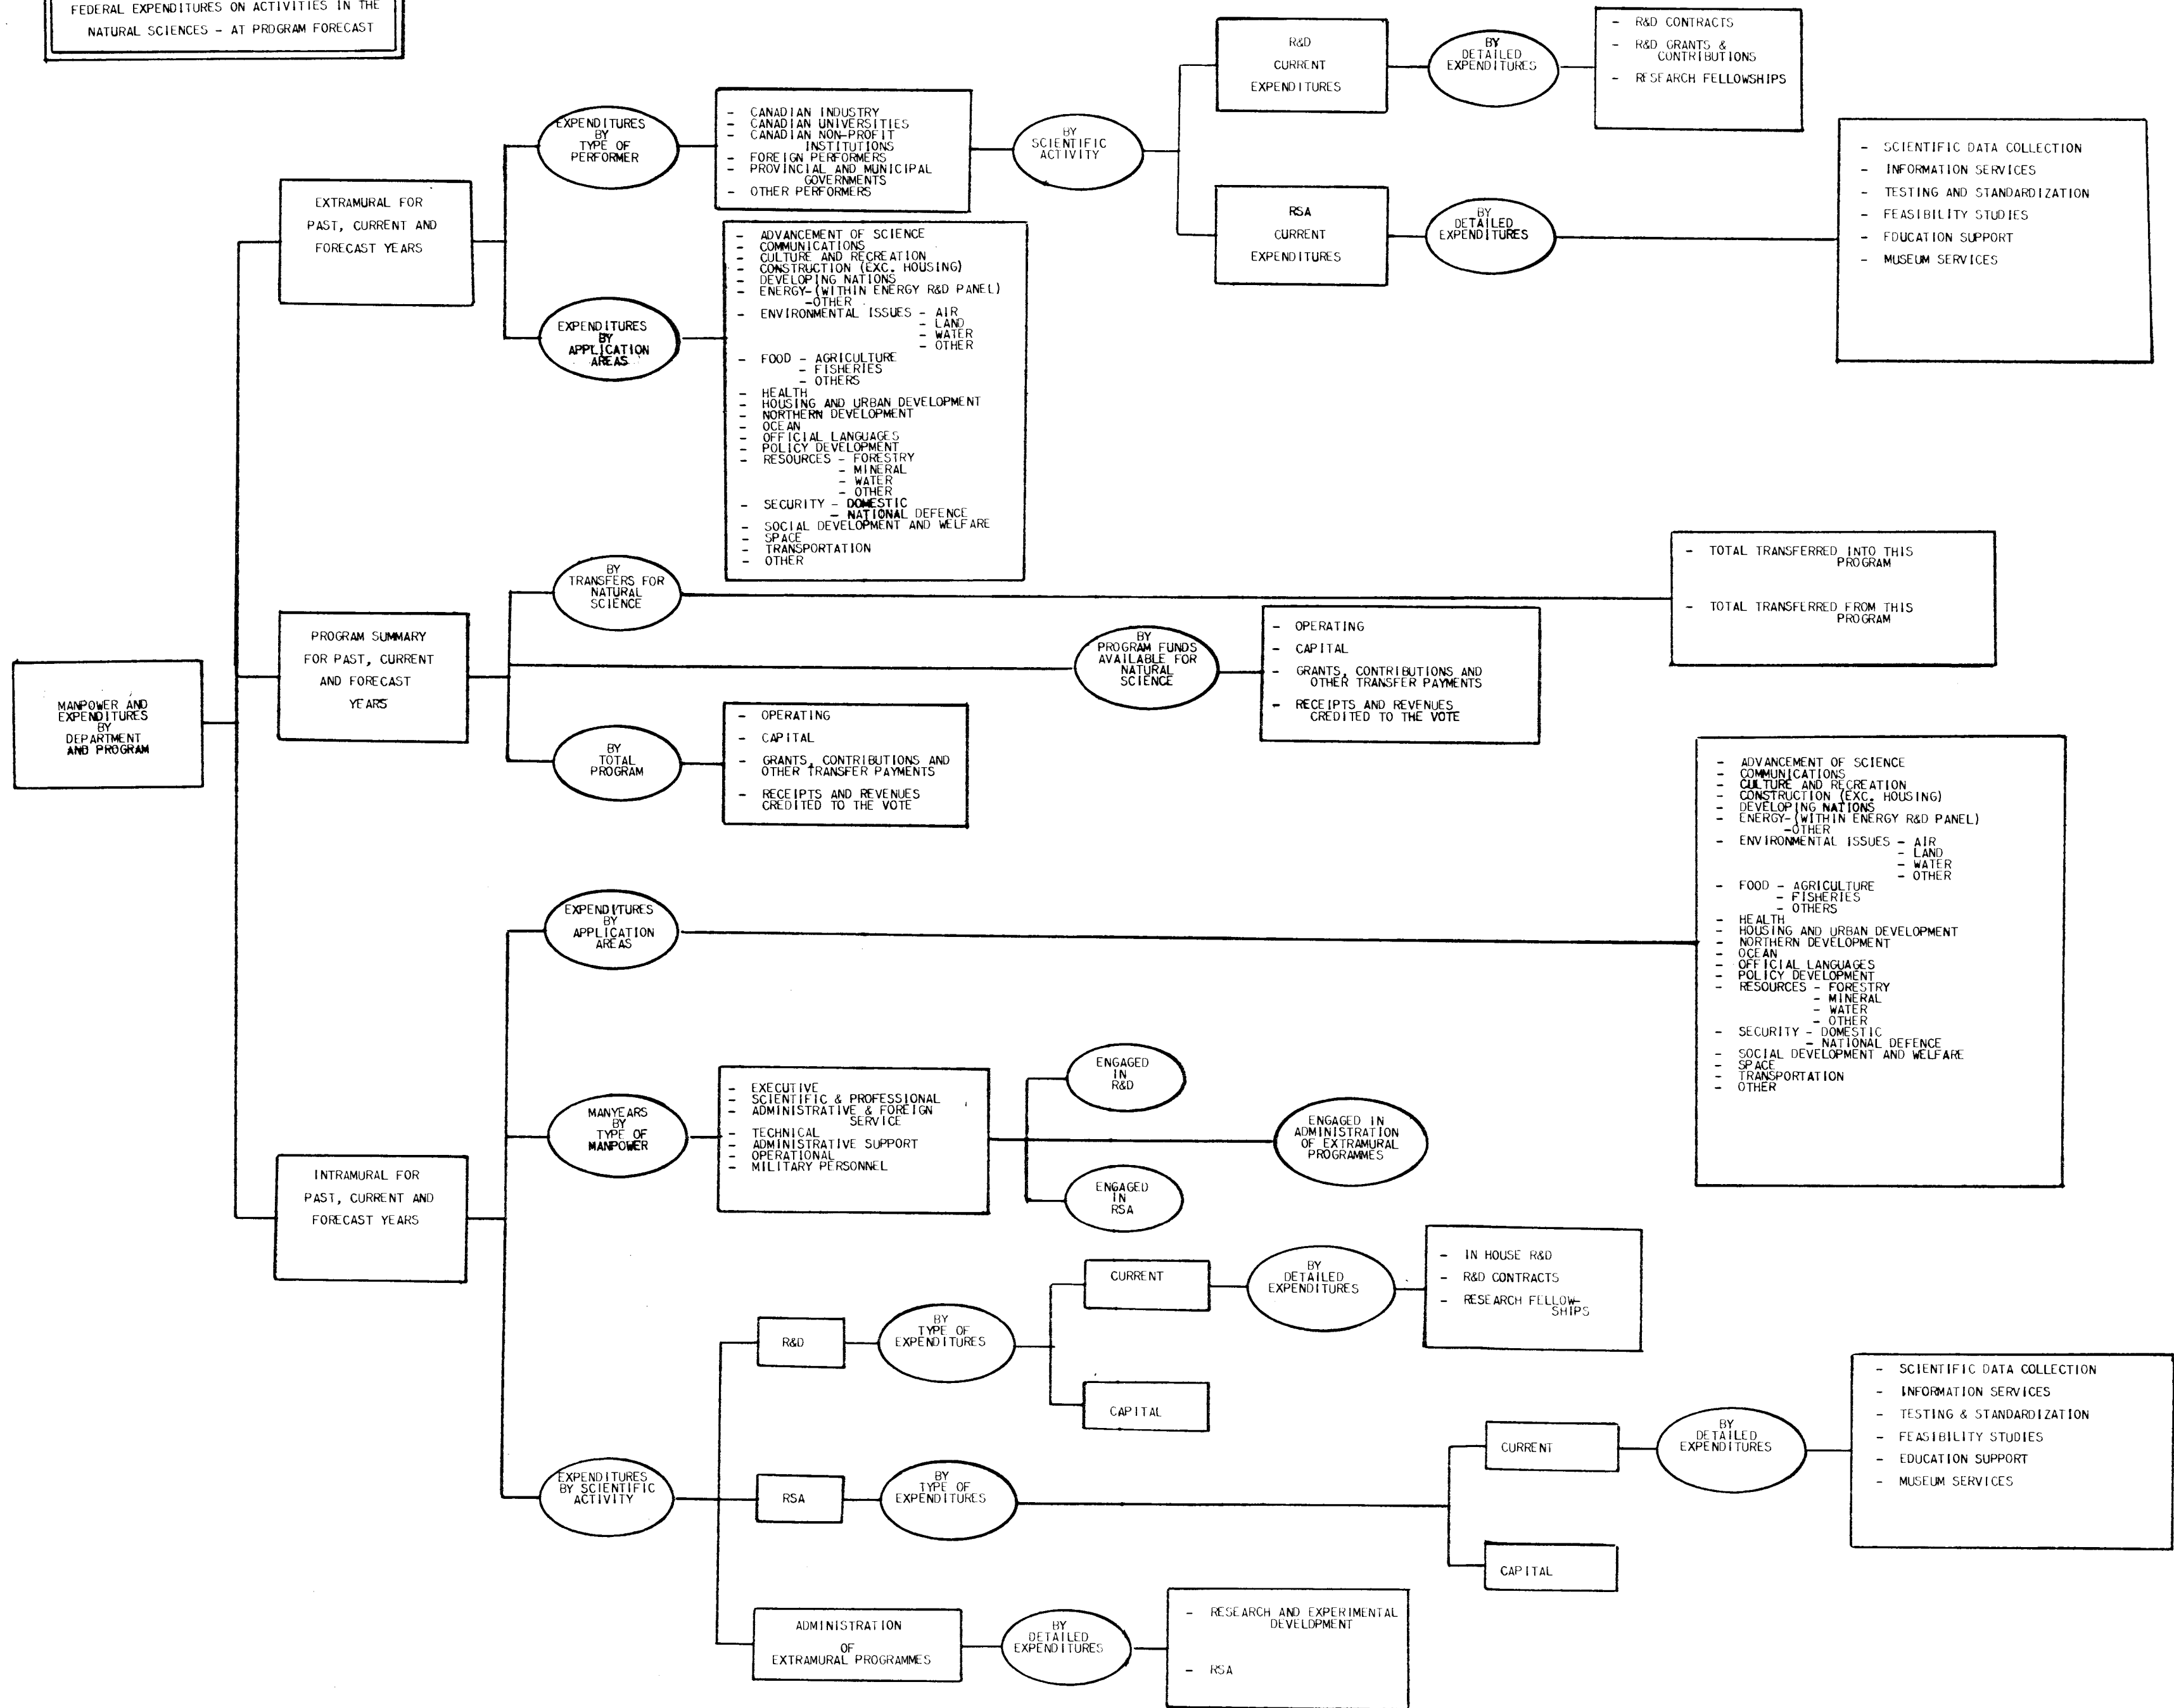 FEDERAL EXPENDITURES ON ACTIVITIES IN THE
NATURAL SCIENCES - AT PROGRAM FORECAST
MANPOWER AND
EXPENDITURES
BY
DEPARTMENT
AND PROGRAM
EXTRAMURAL FOR
PAST, CURRENT AND
FORECAST YEARS
EXPENDITURES
BY
TYPE OF
PERFORMER
- CANADIAN INDUSTRY
- CANADIAN UNIVERSITIES
- CANADIAN NON-PROFIT
INSTITUTIONS
- FOREIGN PERFORMERS
- PROVINCIAL AND MUNICIPAL
GOVERNMENTS
- OTHER PERFORMERS
BY
SCIENTIFIC
ACTIVITY
R&D
CURRENT
EXPENDITURES
BY
DETAILED
EXPENDITURES
- R&D CONTRACTS
- R&D GRANTS &
CONTRIBUTIONS
- RESEARCH FELLOWSHIPS
RSA
CURRENT
EXPENDITURES
BY
DETAILED
EXPENDITURES
- SCIENTIFIC DATA COLLECTION
- INFORMATION SERVICES
- TESTING AND STANDARDIZATION
- FEASIBILITY STUDIES
- EDUCATION SUPPORT
- MUSEUM SERVICES
EXPENDITURES
BY
APPLICATION
AREAS
- ADVANCEMENT OF SCIENCE
- COMMUNICATIONS
- CULTURE AND RECREATION
- CONSTRUCTION (EXC. HOUSING)
- DEVELOPING NATIONS
- ENERGY-(WITHIN ENERGY R&D PANEL)
-OTHER
- ENVIRONMENTAL ISSUES - AIR
- LAND
- WATER
- OTHER
- FOOD - AGRICULTURE
- FISHERIES
- OTHERS
- HEALTH
- HOUSING AND URBAN DEVELOPMENT
- NORTHERN DEVELOPMENT
- OCEAN
- OFFICIAL LANGUAGES
- POLICY DEVELOPMENT
- RESOURCES - FORESTRY
- MINERAL
- WATER
- OTHER
- SECURITY - DOMESTIC
- NATIONAL DEFENCE
- SOCIAL DEVELOPMENT AND WELFARE
- SPACE
- TRANSPORTATION
- OTHER
PROGRAM SUMMARY
FOR PAST, CURRENT
AND FORECAST
YEARS
BY
TRANSFERS FOR
NATURAL
SCIENCE
- TOTAL TRANSFERRED INTO THIS
PROGRAM
- TOTAL TRANSFERRED FROM THIS
PROGRAM
BY
PROGRAM FUNDS
AVAILABLE FOR
NATURAL
SCIENCE
- OPERATING
- CAPITAL
- GRANTS, CONTRIBUTIONS AND
OTHER TRANSFER PAYMENTS
- RECEIPTS AND REVENUES
CREDITED TO THE VOTE
BY
TOTAL
PROGRAM
- OPERATING
- CAPITAL
- GRANTS, CONTRIBUTIONS AND
OTHER TRANSFER PAYMENTS
- RECEIPTS AND REVENUES
CREDITED TO THE VOTE
INTRAMURAL FOR
PAST, CURRENT AND
FORECAST YEARS
EXPENDITURES
BY
APPLICATION
AREAS
- ADVANCEMENT OF SCIENCE
- COMMUNICATIONS
- CULTURE AND RECREATION
- CONSTRUCTION (EXC. HOUSING)
- DEVELOPING NATIONS
- ENERGY-(WITHIN ENERGY R&D PANEL)
-OTHER
- ENVIRONMENTAL ISSUES - AIR
- LAND
- WATER
- OTHER
- FOOD - AGRICULTURE
- FISHERIES
- OTHERS
- HEALTH
- HOUSING AND URBAN DEVELOPMENT
- NORTHERN DEVELOPMENT
- OCEAN
- OFFICIAL LANGUAGES
- POLICY DEVELOPMENT
- RESOURCES - FORESTRY
- MINERAL
- WATER
- OTHER
- SECURITY - DOMESTIC
- NATIONAL DEFENCE
- SOCIAL DEVELOPMENT AND WELFARE
- SPACE
- TRANSPORTATION
- OTHER
MANYEARS
BY
TYPE OF
MANPOWER
- EXECUTIVE
- SCIENTIFIC & PROFESSIONAL
- ADMINISTRATIVE & FOREIGN
SERVICE
- TECHNICAL
- ADMINISTRATIVE SUPPORT
- OPERATIONAL
- MILITARY PERSONNEL
ENGAGED
IN
R&D
ENGAGED IN
ADMINISTRATION
OF EXTRAMURAL
PROGRAMMES
ENGAGED
IN
RSA
EXPENDITURES
BY SCIENTIFIC
ACTIVITY
R&D
BY
TYPE OF
EXPENDITURES
CURRENT
BY
DETAILED
EXPENDITURES
- IN HOUSE R&D
- R&D CONTRACTS
- RESEARCH FELLOW-
SHIPS
CAPITAL
RSA
BY
TYPE OF
EXPENDITURES
CURRENT
BY
DETAILED
EXPENDITURES
- SCIENTIFIC DATA COLLECTION
- INFORMATION SERVICES
- TESTING & STANDARDIZATION
- FEASIBILITY STUDIES
- EDUCATION SUPPORT
- MUSEUM SERVICES
CAPITAL
ADMINISTRATION
OF
EXTRAMURAL PROGRAMMES
BY
DETAILED
EXPENDITURES
- RESEARCH AND EXPERIMENTAL
DEVELOPMENT
- RSA